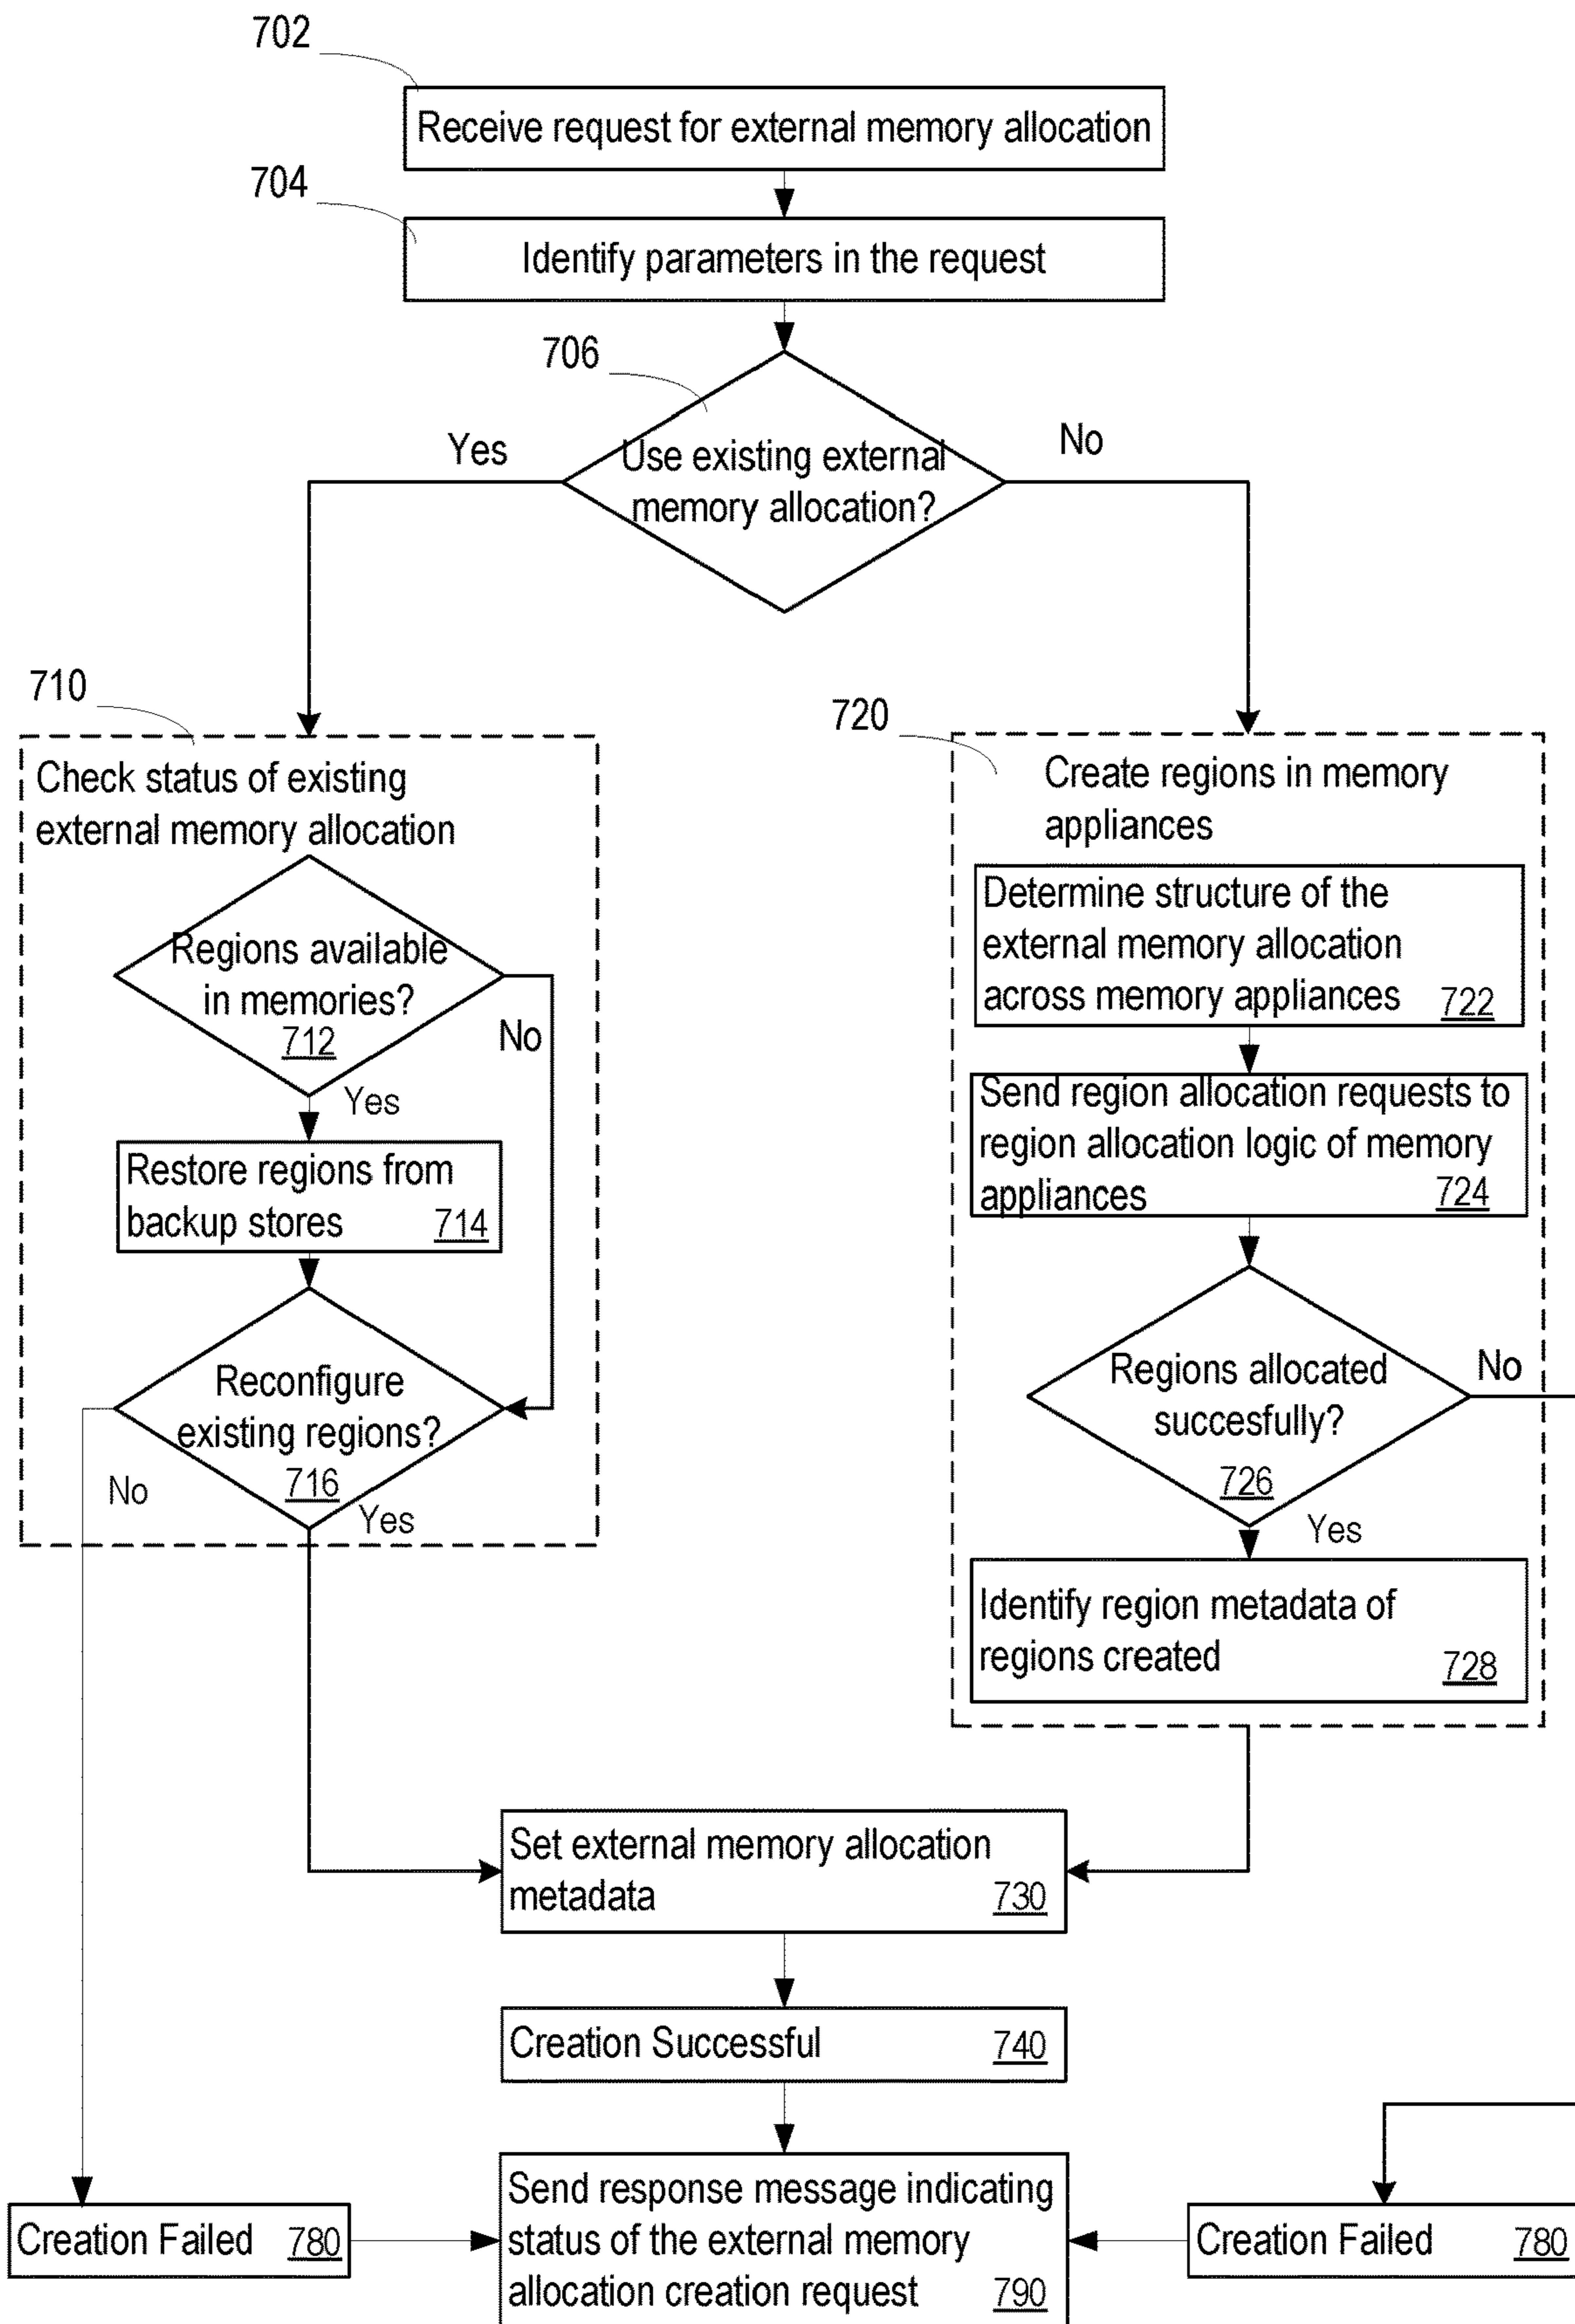 702
Receive request for external memory allocation
704
Identify parameters in the request
706
Use existing external
memory allocation?
Yes
No
710
Check status of existing
external memory allocation
Regions available
in memories?
712
No
Yes
Restore regions from
backup stores 714
Reconfigure
existing regions?
716
No
Yes
720
Create regions in memory
appliances
Determine structure of the
external memory allocation
across memory appliances 722
Send region allocation requests to
region allocation logic of memory
appliances 724
Regions allocated
succesfully?
726
No
Yes
Identify region metadata of
regions created 728
Set external memory allocation
metadata 730
Creation Successful 740
Creation Failed 780
Send response message indicating
status of the external memory
allocation creation request 790
Creation Failed 780